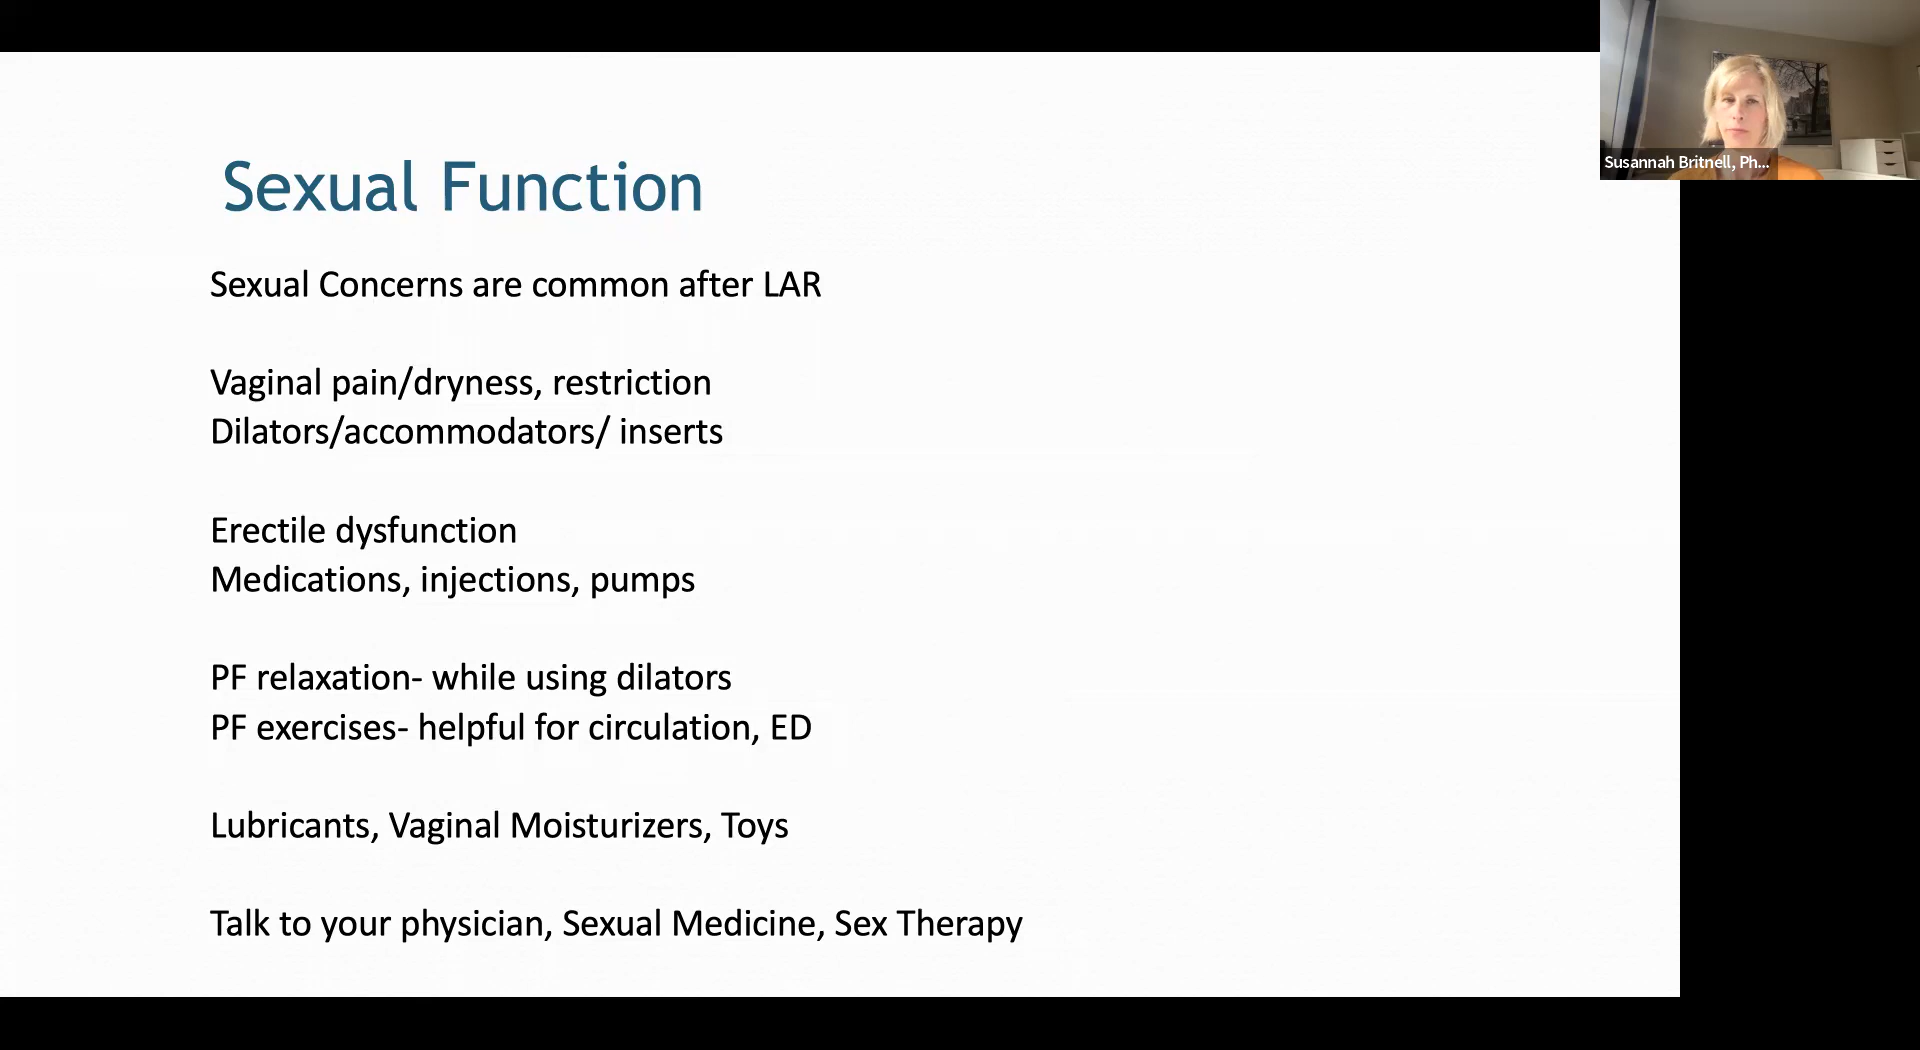 Sexual Function
Sexual Concerns are common after LAR
Vaginal pain/dryness, restriction
Dilators/accommodators/ inserts
Erectile dysfunction
Medications, injections, pumps
PF relaxation- while using dilators
PF exercises- helpful for circulation, ED
Lubricants, Vaginal Moisturizers, Toys
Talk to your physician, Sexual Medicine, Sex Therapy
Susannah Britnell, Ph...